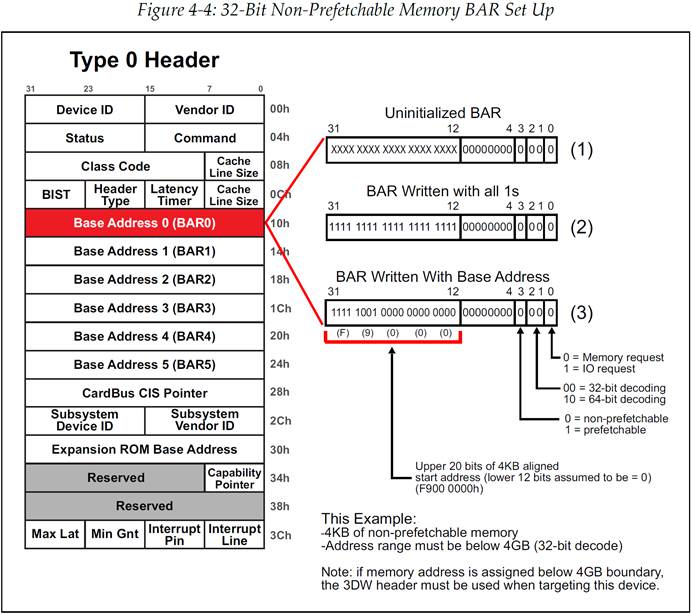 Figure 4-4: 32-Bit Non-Prefetchable Memory BAR Set Up
Type 0 Header
31 23 15 7 0
Device ID Vendor ID 00h
Status Command 04h
Class Code Cache Line Size 08h
BIST Header Type Latency Timer Cache Line Size 0Ch
Base Address 0 (BAR0) 10h
Base Address 1 (BAR1) 14h
Base Address 2 (BAR2) 18h
Base Address 3 (BAR3) 1Ch
Base Address 4 (BAR4) 20h
Base Address 5 (BAR5) 24h
CardBus CIS Pointer 28h
Subsystem Device ID Subsystem Vendor ID 2Ch
Expansion ROM Base Address 30h
Reserved Capability Pointer 34h
Reserved 38h
Max Lat Min Gnt Interrupt Pin Interrupt Line 3Ch
Uninitialized BAR
31 12 4 3 2 1 0
XXXX XXXX XXXX XXXX XXXX 00000000 0 00 0 (1)
BAR Written with all 1s
31 12 4 3 2 1 0
1111 1111 1111 1111 1111 00000000 0 00 0 (2)
BAR Written With Base Address
31 12 4 3 2 1 0
1111 1001 0000 0000 0000 00000000 0 00 0 (3)
(F) (9) (0) (0) (0)
0 = Memory request
1 = IO request
00 = 32-bit decoding
10 = 64-bit decoding
0 = non-prefetchable
1 = prefetchable
Upper 20 bits of 4KB aligned
start address (lower 12 bits assumed to be = 0)
(F900 0000h)
This Example:
-4KB of non-prefetchable memory
-Address range must be below 4GB (32-bit decode)
Note: if memory address is assigned below 4GB boundary,
the 3DW header must be used when targeting this device.